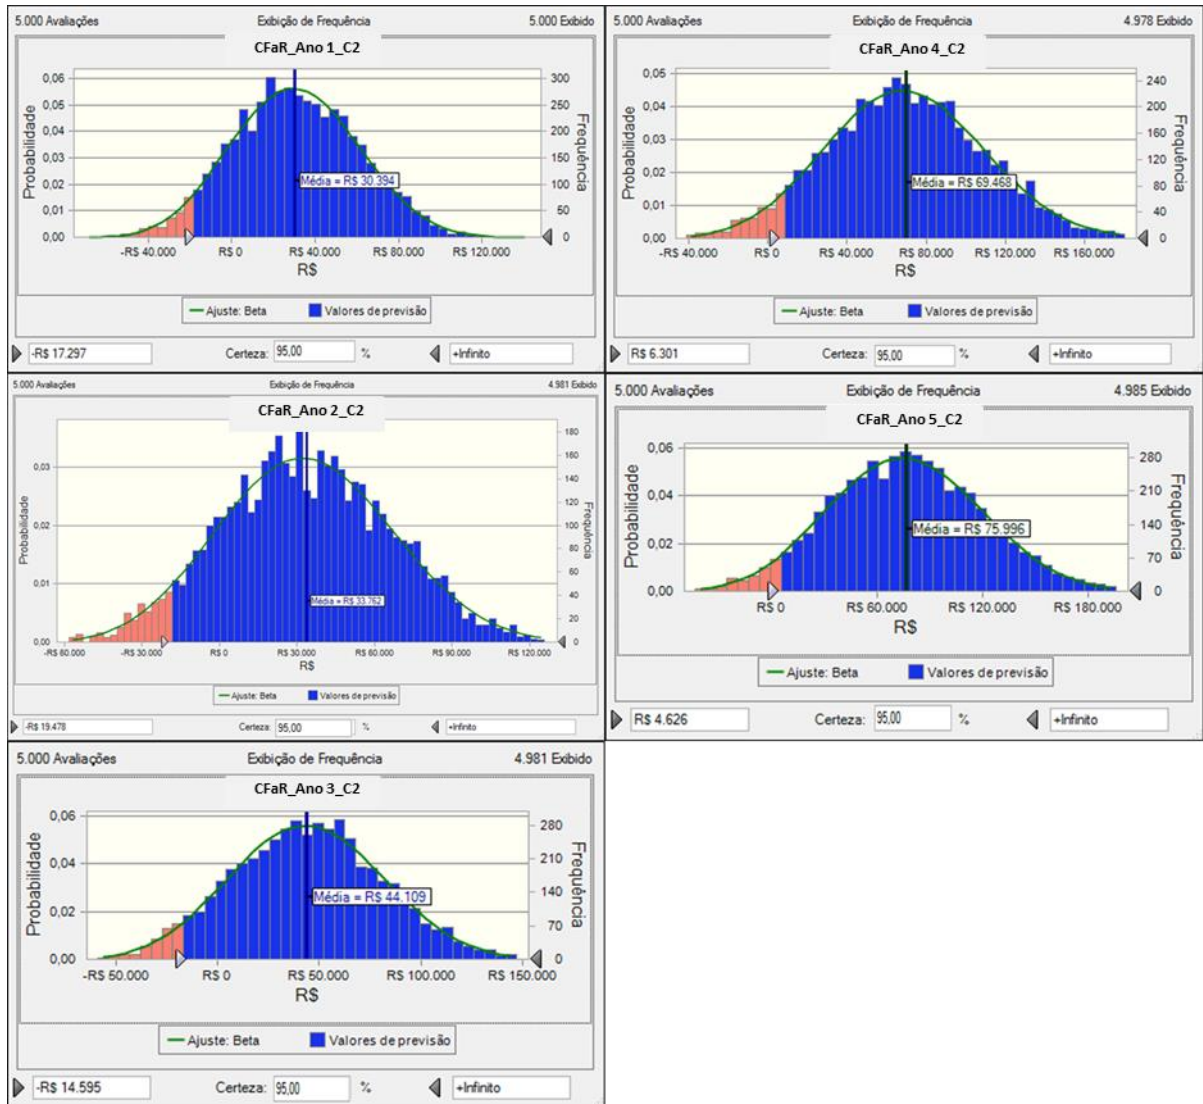 5.000 Avaliações Exibição de Frequência 5.000 Exibido
CFaR_Ano 1_C2
0,06 300
0,05 250
0,04 200
0,03 150
0,02 100
0,01 50
0,00 0
Probabilidade
Frequência
Média = R$ 30.394
-R$ 40.000 R$ 0 R$ 40.000 R$ 80.000 R$ 120.000
R$
Ajuste: Beta Valores de previsão
-R$ 17.297 Certeza: 95,00 % +Infinito
5.000 Avaliações Exibição de Frequência 4.981 Exibido
CFaR_Ano 2_C2
180
160
0,03 140
120
0,02 100
80
0,01 60
40
20
0,00 0
Probabilidade
Frequência
Média = R$ 33.762
-R$ 60.000 -R$ 30.000 R$ 0 R$ 30.000 R$ 60.000 R$ 90.000 R$ 120.000
R$
Ajuste: Beta Valores de previsão
-R$ 19.478 Certeza: 95,00 % +Infinito
5.000 Avaliações Exibição de Frequência 4.981 Exibido
CFaR_Ano 3_C2
0,06 280
0,04 210
140
0,02 70
0,00 0
Probabilidade
Frequência
Média = R$ 44.109
-R$ 50.000 R$ 0 R$ 50.000 R$ 100.000 R$ 150.000
R$
Ajuste: Beta Valores de previsão
-R$ 14.595 Certeza: 95,00 % +Infinito
5.000 Avaliações Exibição de Frequência 4.978 Exibido
CFaR_Ano 4_C2
0,05 240
0,04 200
0,03 160
0,02 120
0,01 80
40
0,00 0
Probabilidade
Frequência
Média = R$ 69.468
-R$ 40.000 R$ 0 R$ 40.000 R$ 80.000 R$ 120.000 R$ 160.000
R$
Ajuste: Beta Valores de previsão
R$ 6.301 Certeza: 95,00 % +Infinito
5.000 Avaliações Exibição de Frequência 4.985 Exibido
CFaR_Ano 5_C2
0,06 280
0,04 210
140
0,02 70
0,00 0
Probabilidade
Frequência
Média = R$ 75.996
R$ 0 R$ 60.000 R$ 120.000 R$ 180.000
R$
Ajuste: Beta Valores de previsão
R$ 4.626 Certeza: 95,00 % +Infinito